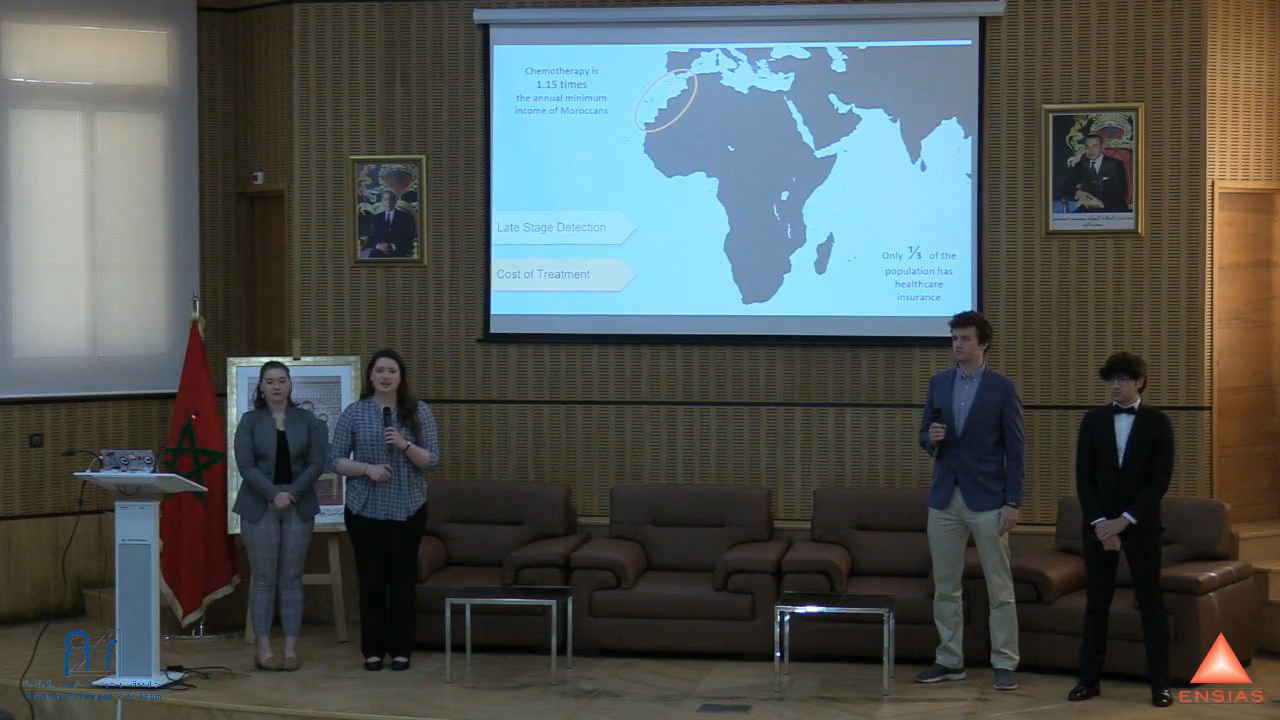 Chemotherapy is
1.15 times
the annual minimum
income of Moroccans
Late Stage Detection
Cost of Treatment
Only ⅓ of the
population has
healthcare
insurance
ENSIAS